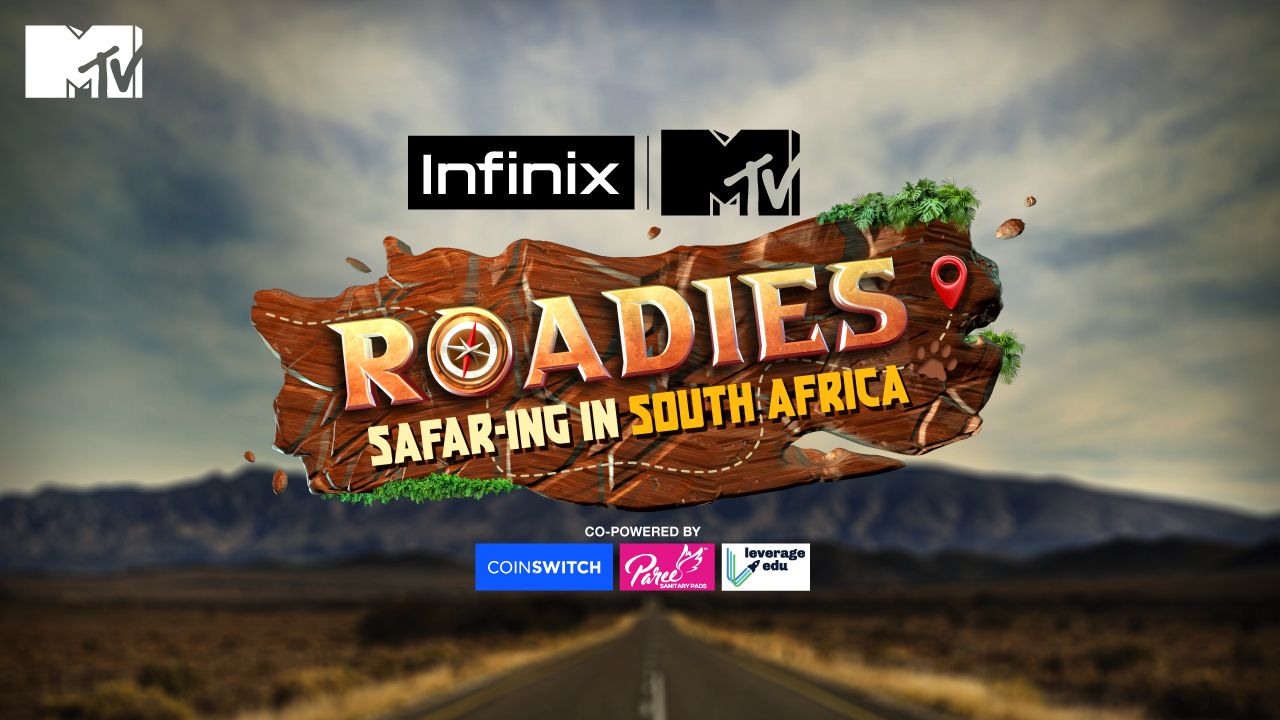 MTV
Infinix | MTV
ROADIES
SAFAR-ING IN SOUTH AFRICA
CO-POWERED BY
COINSWITCH
Paree
SANITARY PADS
leverage
edu